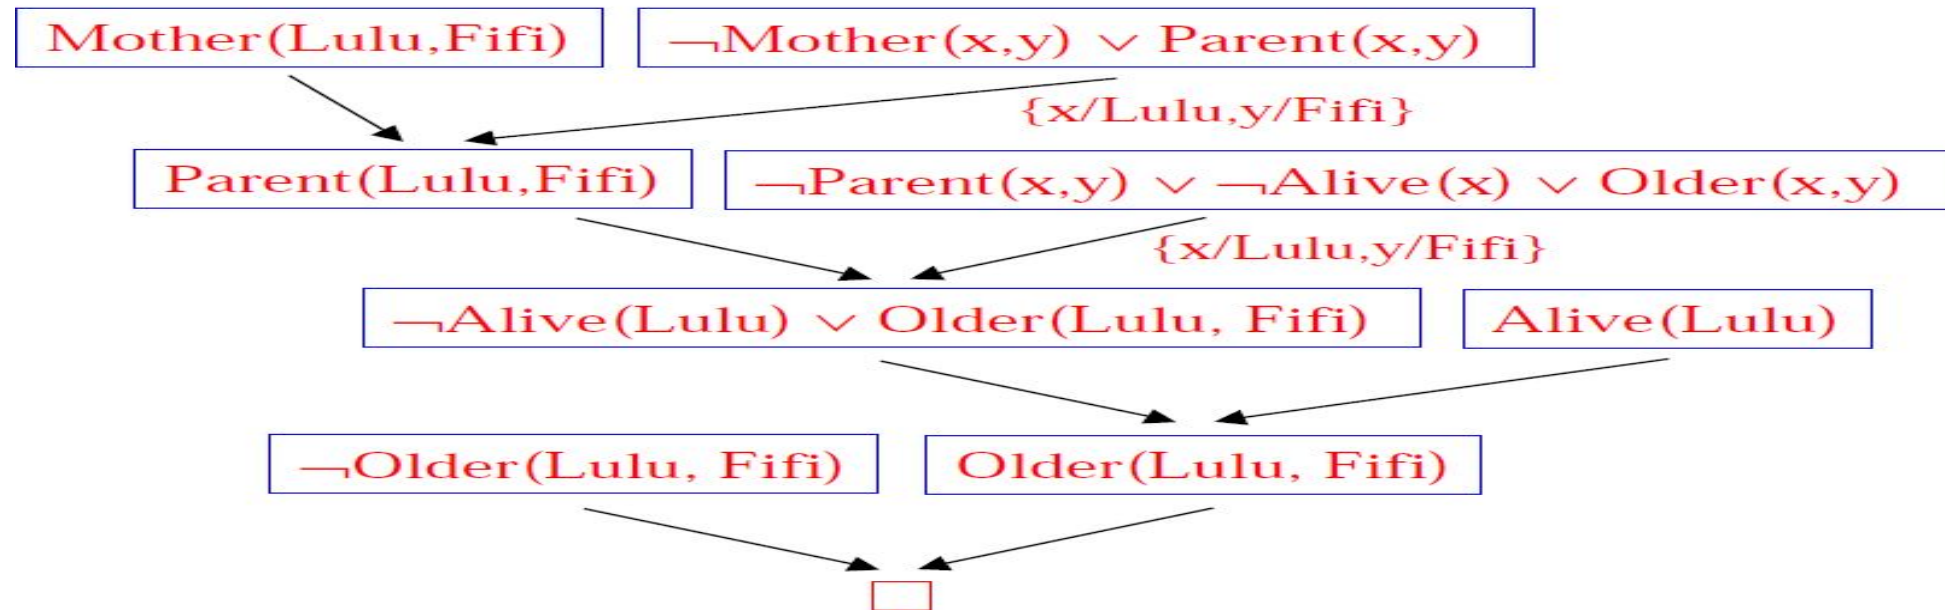 Mother(Lulu,Fifi) ¬Mother(x,y) ∨ Parent(x,y)
{x/Lulu,y/Fifi}
Parent(Lulu,Fifi) ¬Parent(x,y) ∨ ¬Alive(x) ∨ Older(x,y)
{x/Lulu,y/Fifi}
¬Alive(Lulu) ∨ Older(Lulu, Fifi) Alive(Lulu)
¬Older(Lulu, Fifi) Older(Lulu, Fifi)